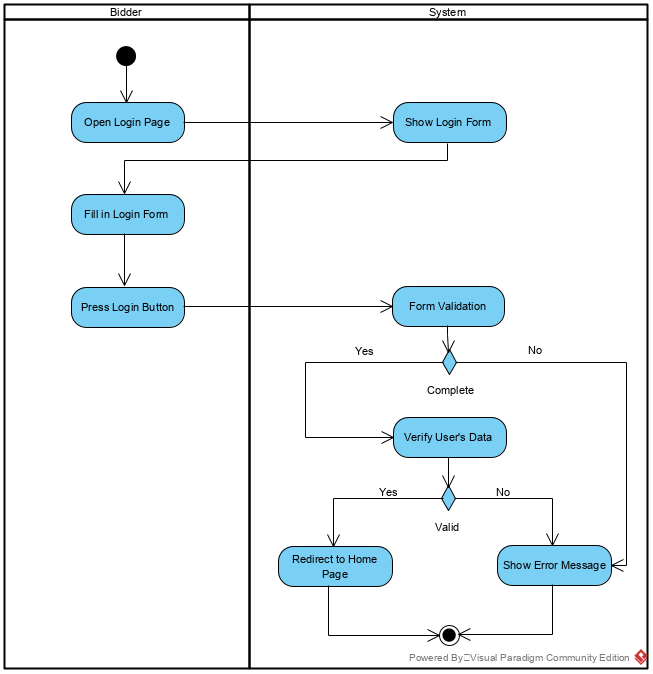 Bidder
System
Open Login Page
Show Login Form
Fill in Login Form
Press Login Button
Form Validation
Yes
No
Complete
Verify User's Data
Yes
No
Valid
Redirect to Home
Page
Show Error Message
Powered By Visual Paradigm Community Edition